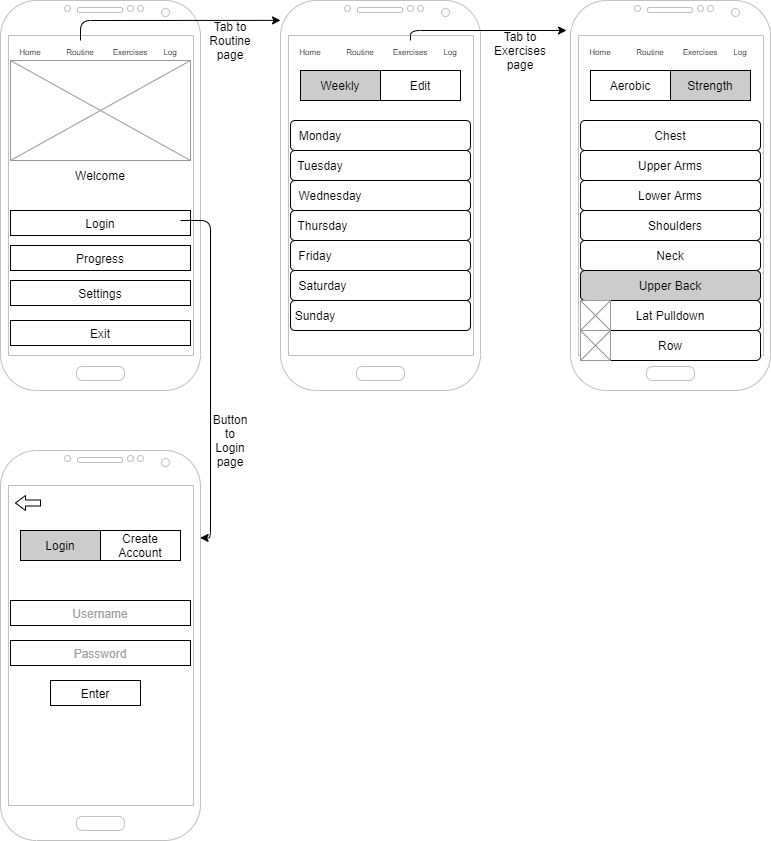 Tab to
Routine
page
Home Routine Exercises Log
Welcome
Login
Progress
Settings
Exit
Tab to
Exercises
page
Home Routine Exercises Log
Weekly Edit
Monday
Tuesday
Wednesday
Thursday
Friday
Saturday
Sunday
Home Routine Exercises Log
Aerobic Strength
Chest
Upper Arms
Lower Arms
Shoulders
Neck
Upper Back
Lat Pulldown
Row
Button
to
Login
page
Login Create
Account
Username
Password
Enter